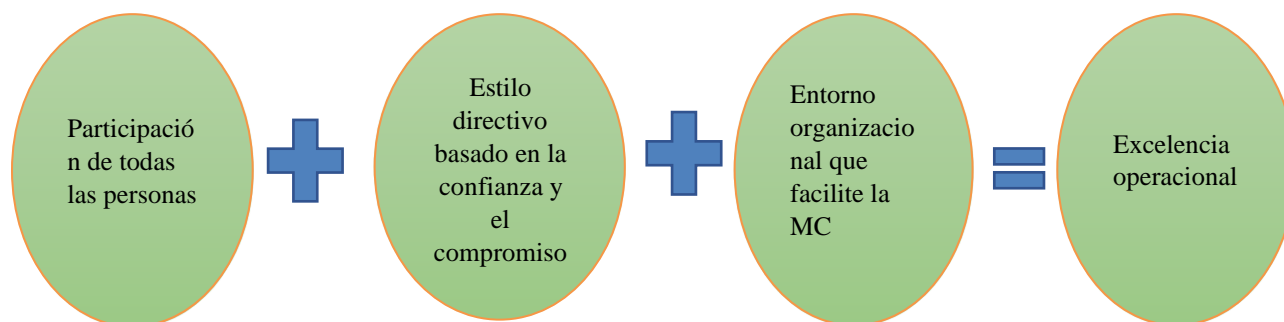 Participació
n de todas
las personas
Estilo
directivo
basado en la
confianza y
el
compromiso
Entorno
organizacio
nal que
facilite la
MC
Excelencia
operacional